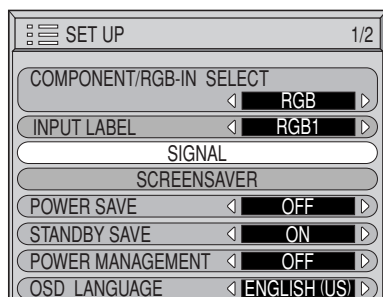 SET UP 1/2
COMPONENT/RGB-IN SELECT
RGB
INPUT LABEL RGB1
SIGNAL
SCREENSAVER
POWER SAVE OFF
STANDBY SAVE ON
POWER MANAGEMENT OFF
OSD LANGUAGE ENGLISH (US)